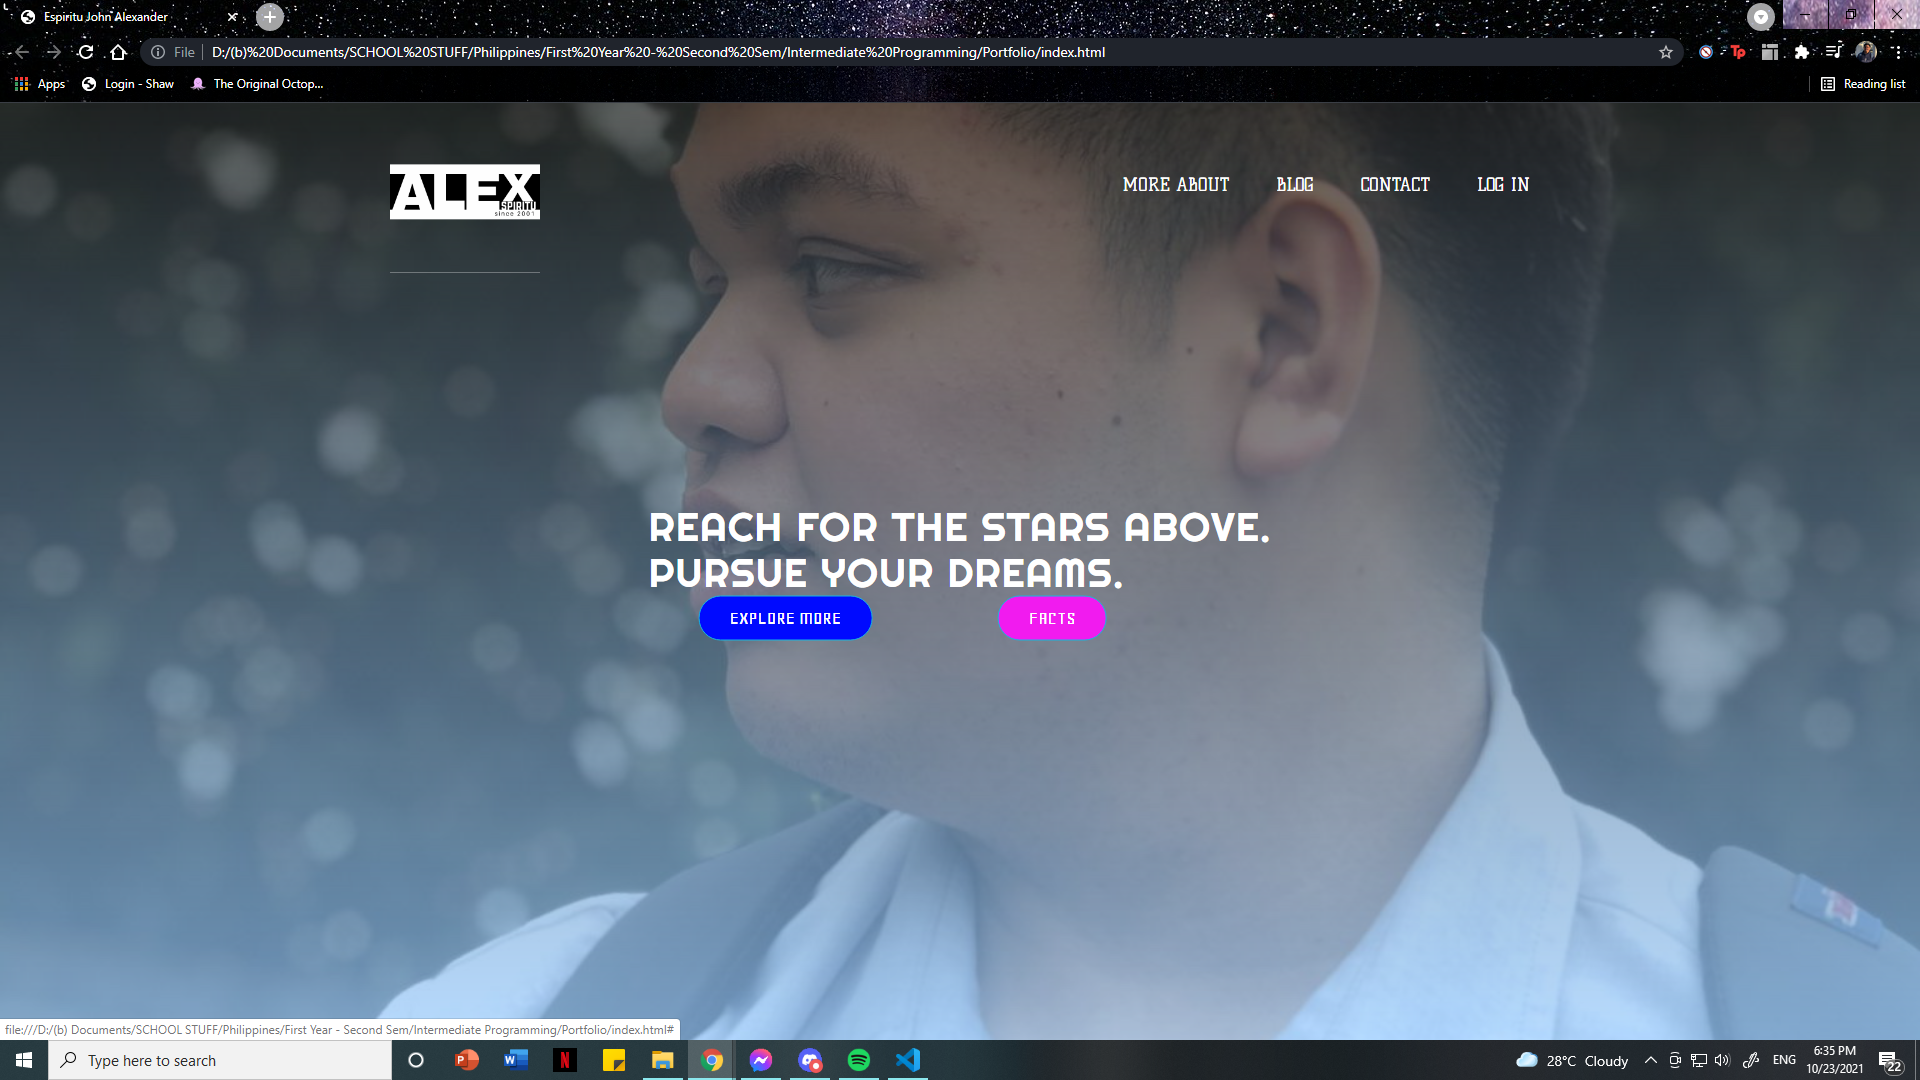 Espiritu John Alexander
File
D:/(b)%20Documents/SCHOOL%20STUFF/Philippines/First%20Year%20-%20Second%20Sem/Intermediate%20Programming/Portfolio/index.html
Tp
Apps
Login - Shaw
The Original Octop...
Reading list
ALEX
SPIRITU
since 2001
MORE ABOUT
BLOG
CONTACT
LOG IN
REACH FOR THE STARS ABOVE.
PURSUE YOUR DREAMS.
EXPLORE MORE
FACTS
file:///D:/(b) Documents/SCHOOL STUFF/Philippines/First Year - Second Sem/Intermediate Programming/Portfolio/index.html#
Type here to search
28°C Cloudy
ENG
6:35 PM
10/23/2021
22